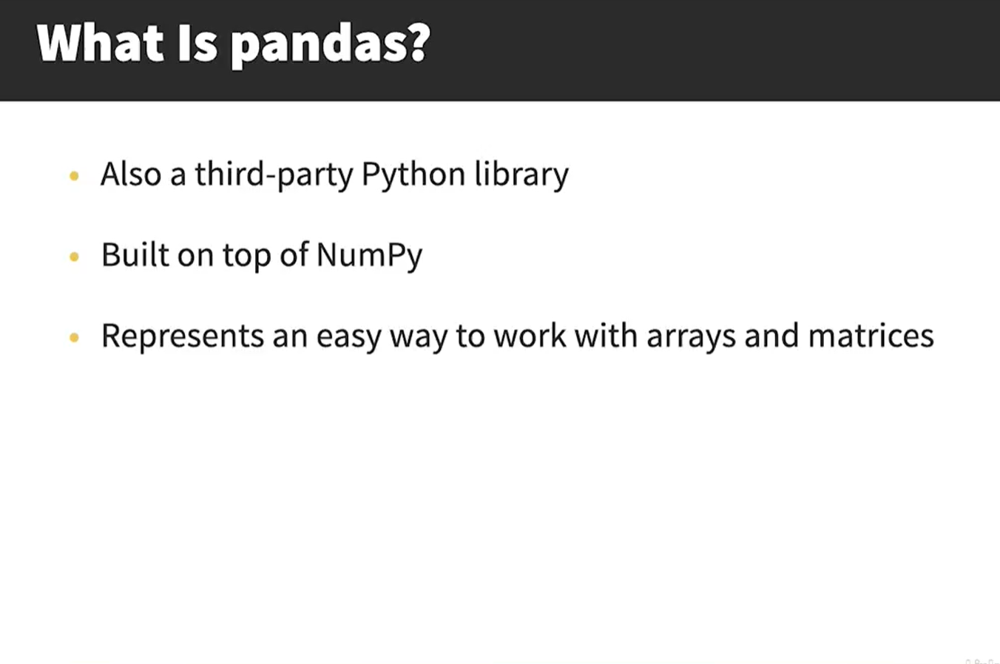 What Is pandas?
Also a third-party Python library
Built on top of NumPy
Represents an easy way to work with arrays and matrices